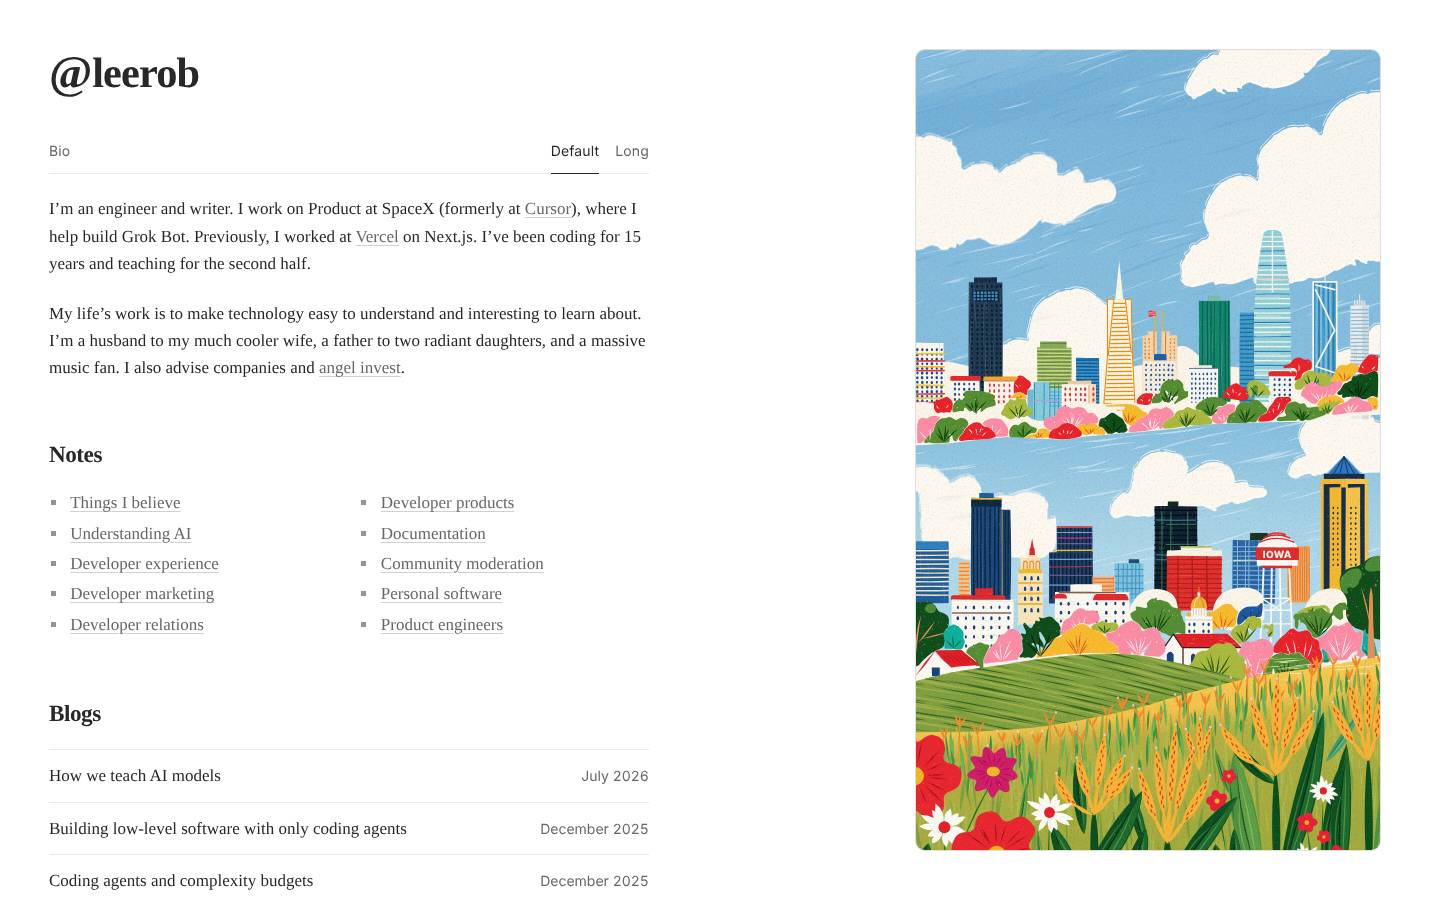 @leerob
Bio
Default
Long
I’m an engineer and writer. I work on Product at SpaceX (formerly at Cursor), where I
help build Grok Bot. Previously, I worked at Vercel on Next.js. I’ve been coding for 15
years and teaching for the second half.
My life’s work is to make technology easy to understand and interesting to learn about.
I’m a husband to my much cooler wife, a father to two radiant daughters, and a massive
music fan. I also advise companies and angel invest.
Notes
Things I believe
Understanding AI
Developer experience
Developer marketing
Developer relations
Developer products
Documentation
Community moderation
Personal software
Product engineers
Blogs
How we teach AI models July 2026
Building low-level software with only coding agents December 2025
Coding agents and complexity budgets December 2025
IOWA